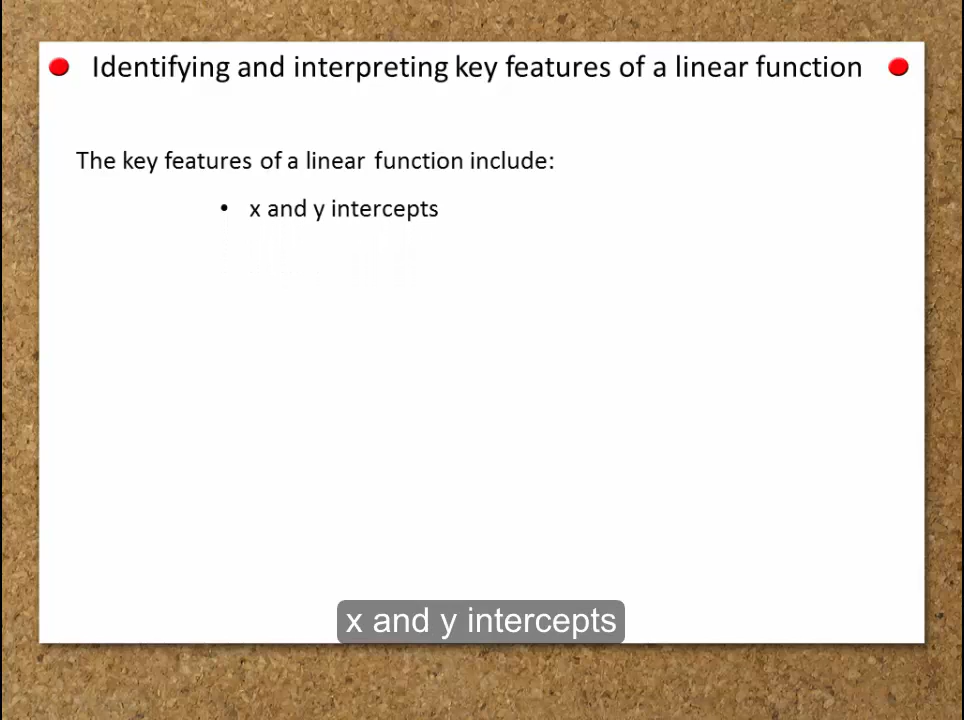 Identifying and interpreting key features of a linear function
The key features of a linear function include:
• x and y intercepts
x and y intercepts